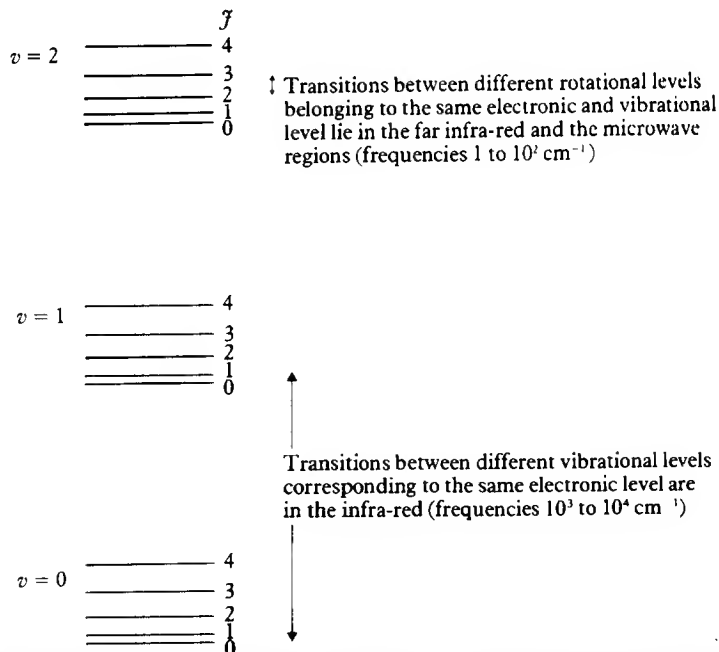 𝒥
v = 2
4
3
2
1
0
↕ Transitions between different rotational levels
belonging to the same electronic and vibrational
level lie in the far infra-red and the microwave
regions (frequencies 1 to 10² cm⁻¹)
v = 1
4
3
2
1
0
Transitions between different vibrational levels
corresponding to the same electronic level are
in the infra-red (frequencies 10³ to 10⁴ cm ¹)
v = 0
4
3
2
1
0